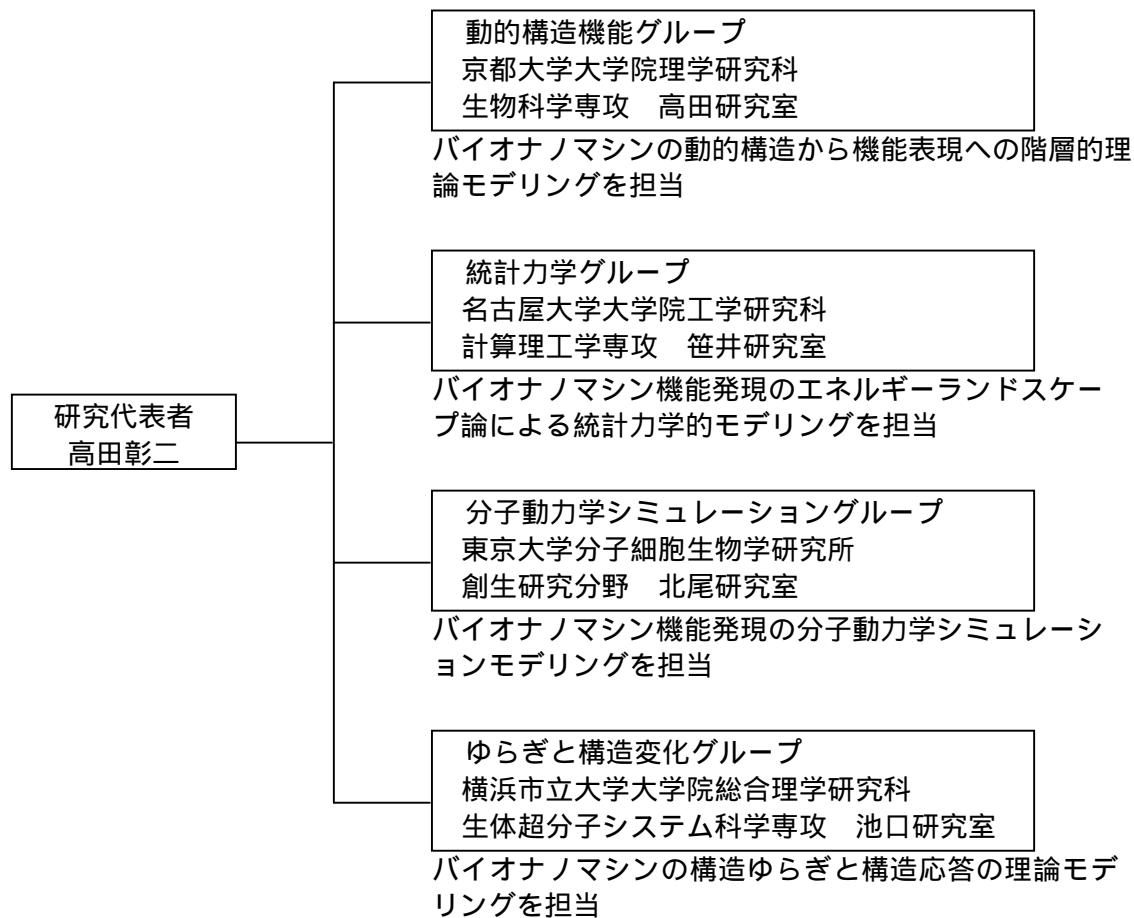 動的構造機能グループ
京都大学大学院理学研究科
生物科学専攻　高田研究室
バイオナノマシンの動的構造から機能表現への階層的理
論モデリングを担当
統計力学グループ
名古屋大学大学院工学研究科
計算理工学専攻　笹井研究室
バイオナノマシン機能発現のエネルギーランドスケー
プ論による統計力学的モデリングを担当
研究代表者
高田彰二
分子動力学シミュレーショングループ
東京大学分子細胞生物学研究所
創生研究分野　北尾研究室
バイオナノマシン機能発現の分子動力学シミュレーシ
ョンモデリングを担当
ゆらぎと構造変化グループ
横浜市立大学大学院総合理学研究科
生体超分子システム科学専攻　池口研究室
バイオナノマシンの構造ゆらぎと構造応答の理論モデ
リングを担当